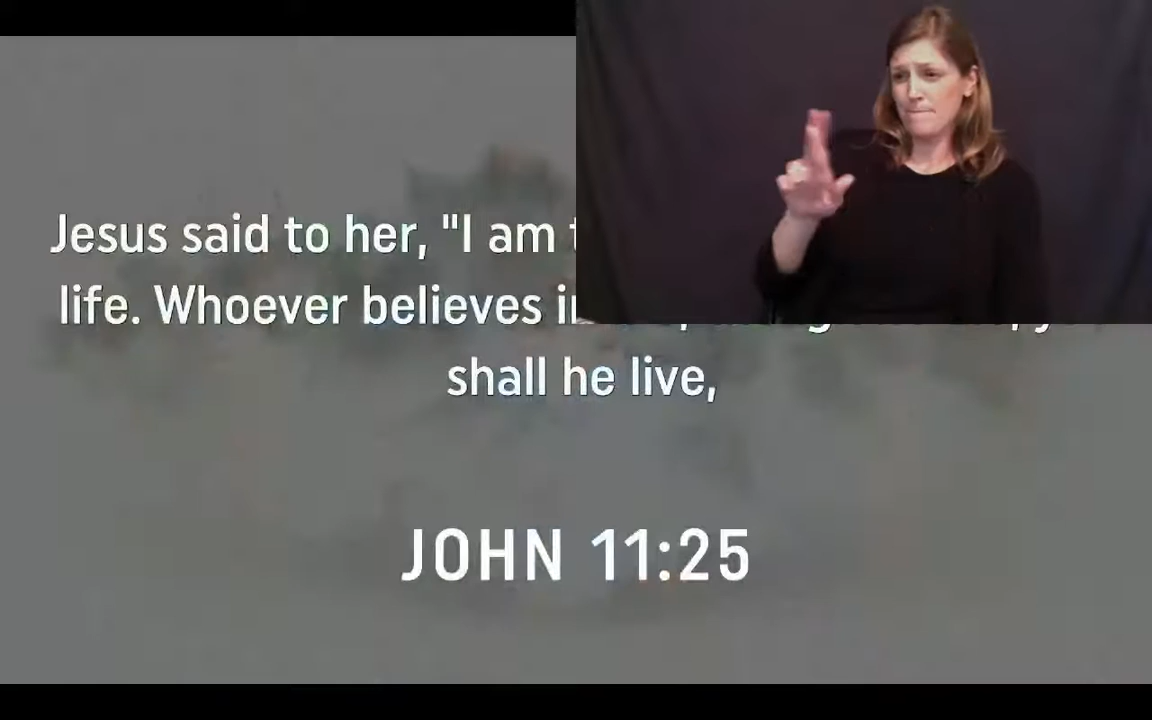 Jesus said to her, "I am
life. Whoever believes
shall he live,
JOHN 11:25